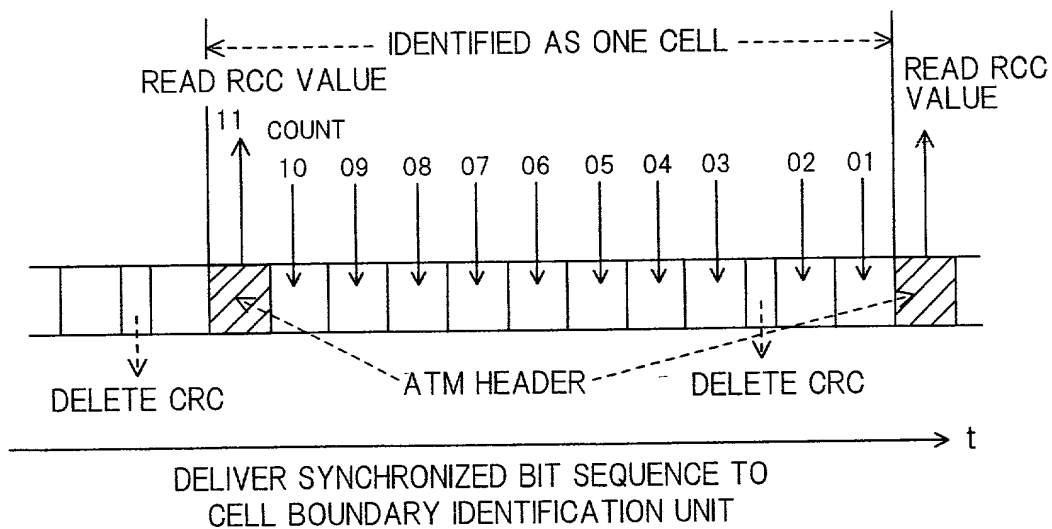 IDENTIFIED AS ONE CELL
READ RCC VALUE
READ RCC
VALUE
11
COUNT
10 09 08 07 06 05 04 03 02 01
ATM HEADER
DELETE CRC
DELETE CRC
t
DELIVER SYNCHRONIZED BIT SEQUENCE TO
CELL BOUNDARY IDENTIFICATION UNIT